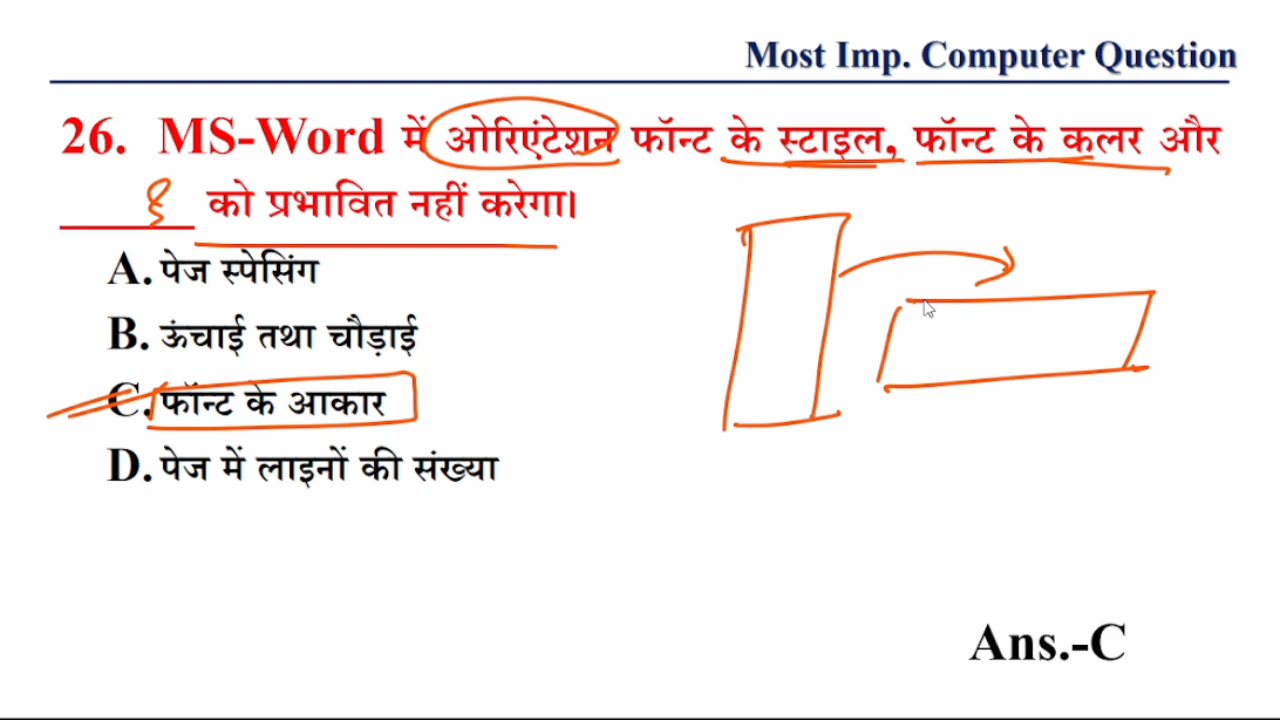 Most Imp. Computer Question
26. MS-Word में ओरिएंटेशन फॉन्ट के स्टाइल, फॉन्ट के कलर और
______ को प्रभावित नहीं करेगा।
A. पेज स्पेसिंग
B. ऊंचाई तथा चौड़ाई
C. फॉन्ट के आकार
D. पेज में लाइनों की संख्या
Ans.-C